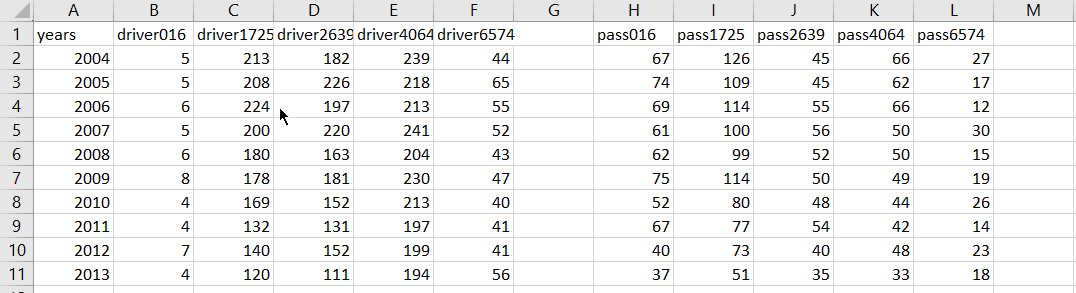 A B C D E F G H I J K L M
1 years driver016 driver1725 driver2639 driver4064 driver6574 pass016 pass1725 pass2639 pass4064 pass6574
2 2004 5 213 182 239 44 67 126 45 66 27
3 2005 5 208 226 218 65 74 109 45 62 17
4 2006 6 224 197 213 55 69 114 55 66 12
5 2007 5 200 220 241 52 61 100 56 50 30
6 2008 6 180 163 204 43 62 99 52 50 15
7 2009 8 178 181 230 47 75 114 50 49 19
8 2010 4 169 152 213 40 52 80 48 44 26
9 2011 4 132 131 197 41 67 77 54 42 14
10 2012 7 140 152 199 41 40 73 40 48 23
11 2013 4 120 111 194 56 37 51 35 33 18